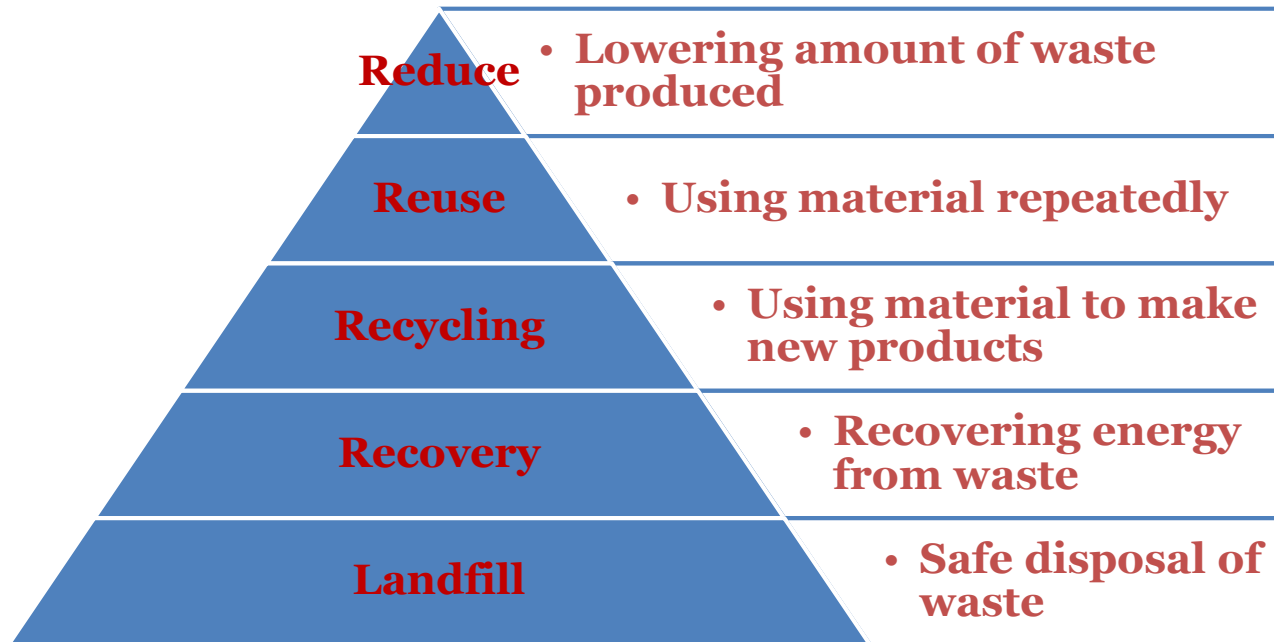 Reduce
• Lowering amount of waste
produced
Reuse
• Using material repeatedly
Recycling
• Using material to make
new products
Recovery
• Recovering energy
from waste
Landfill
• Safe disposal of
waste